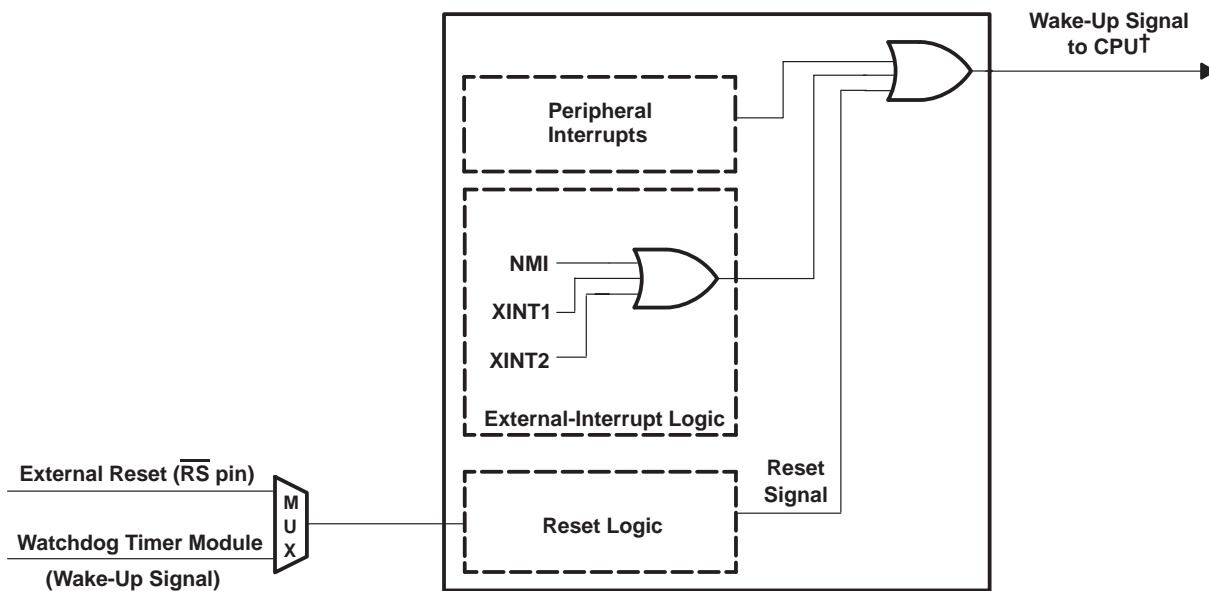 Wake-Up Signal
to CPU†
Peripheral
Interrupts
NMI
XINT1
XINT2
External-Interrupt Logic
External Reset (R̅S̅ pin)
MUX
Watchdog Timer Module
(Wake-Up Signal)
Reset Logic
Reset
Signal